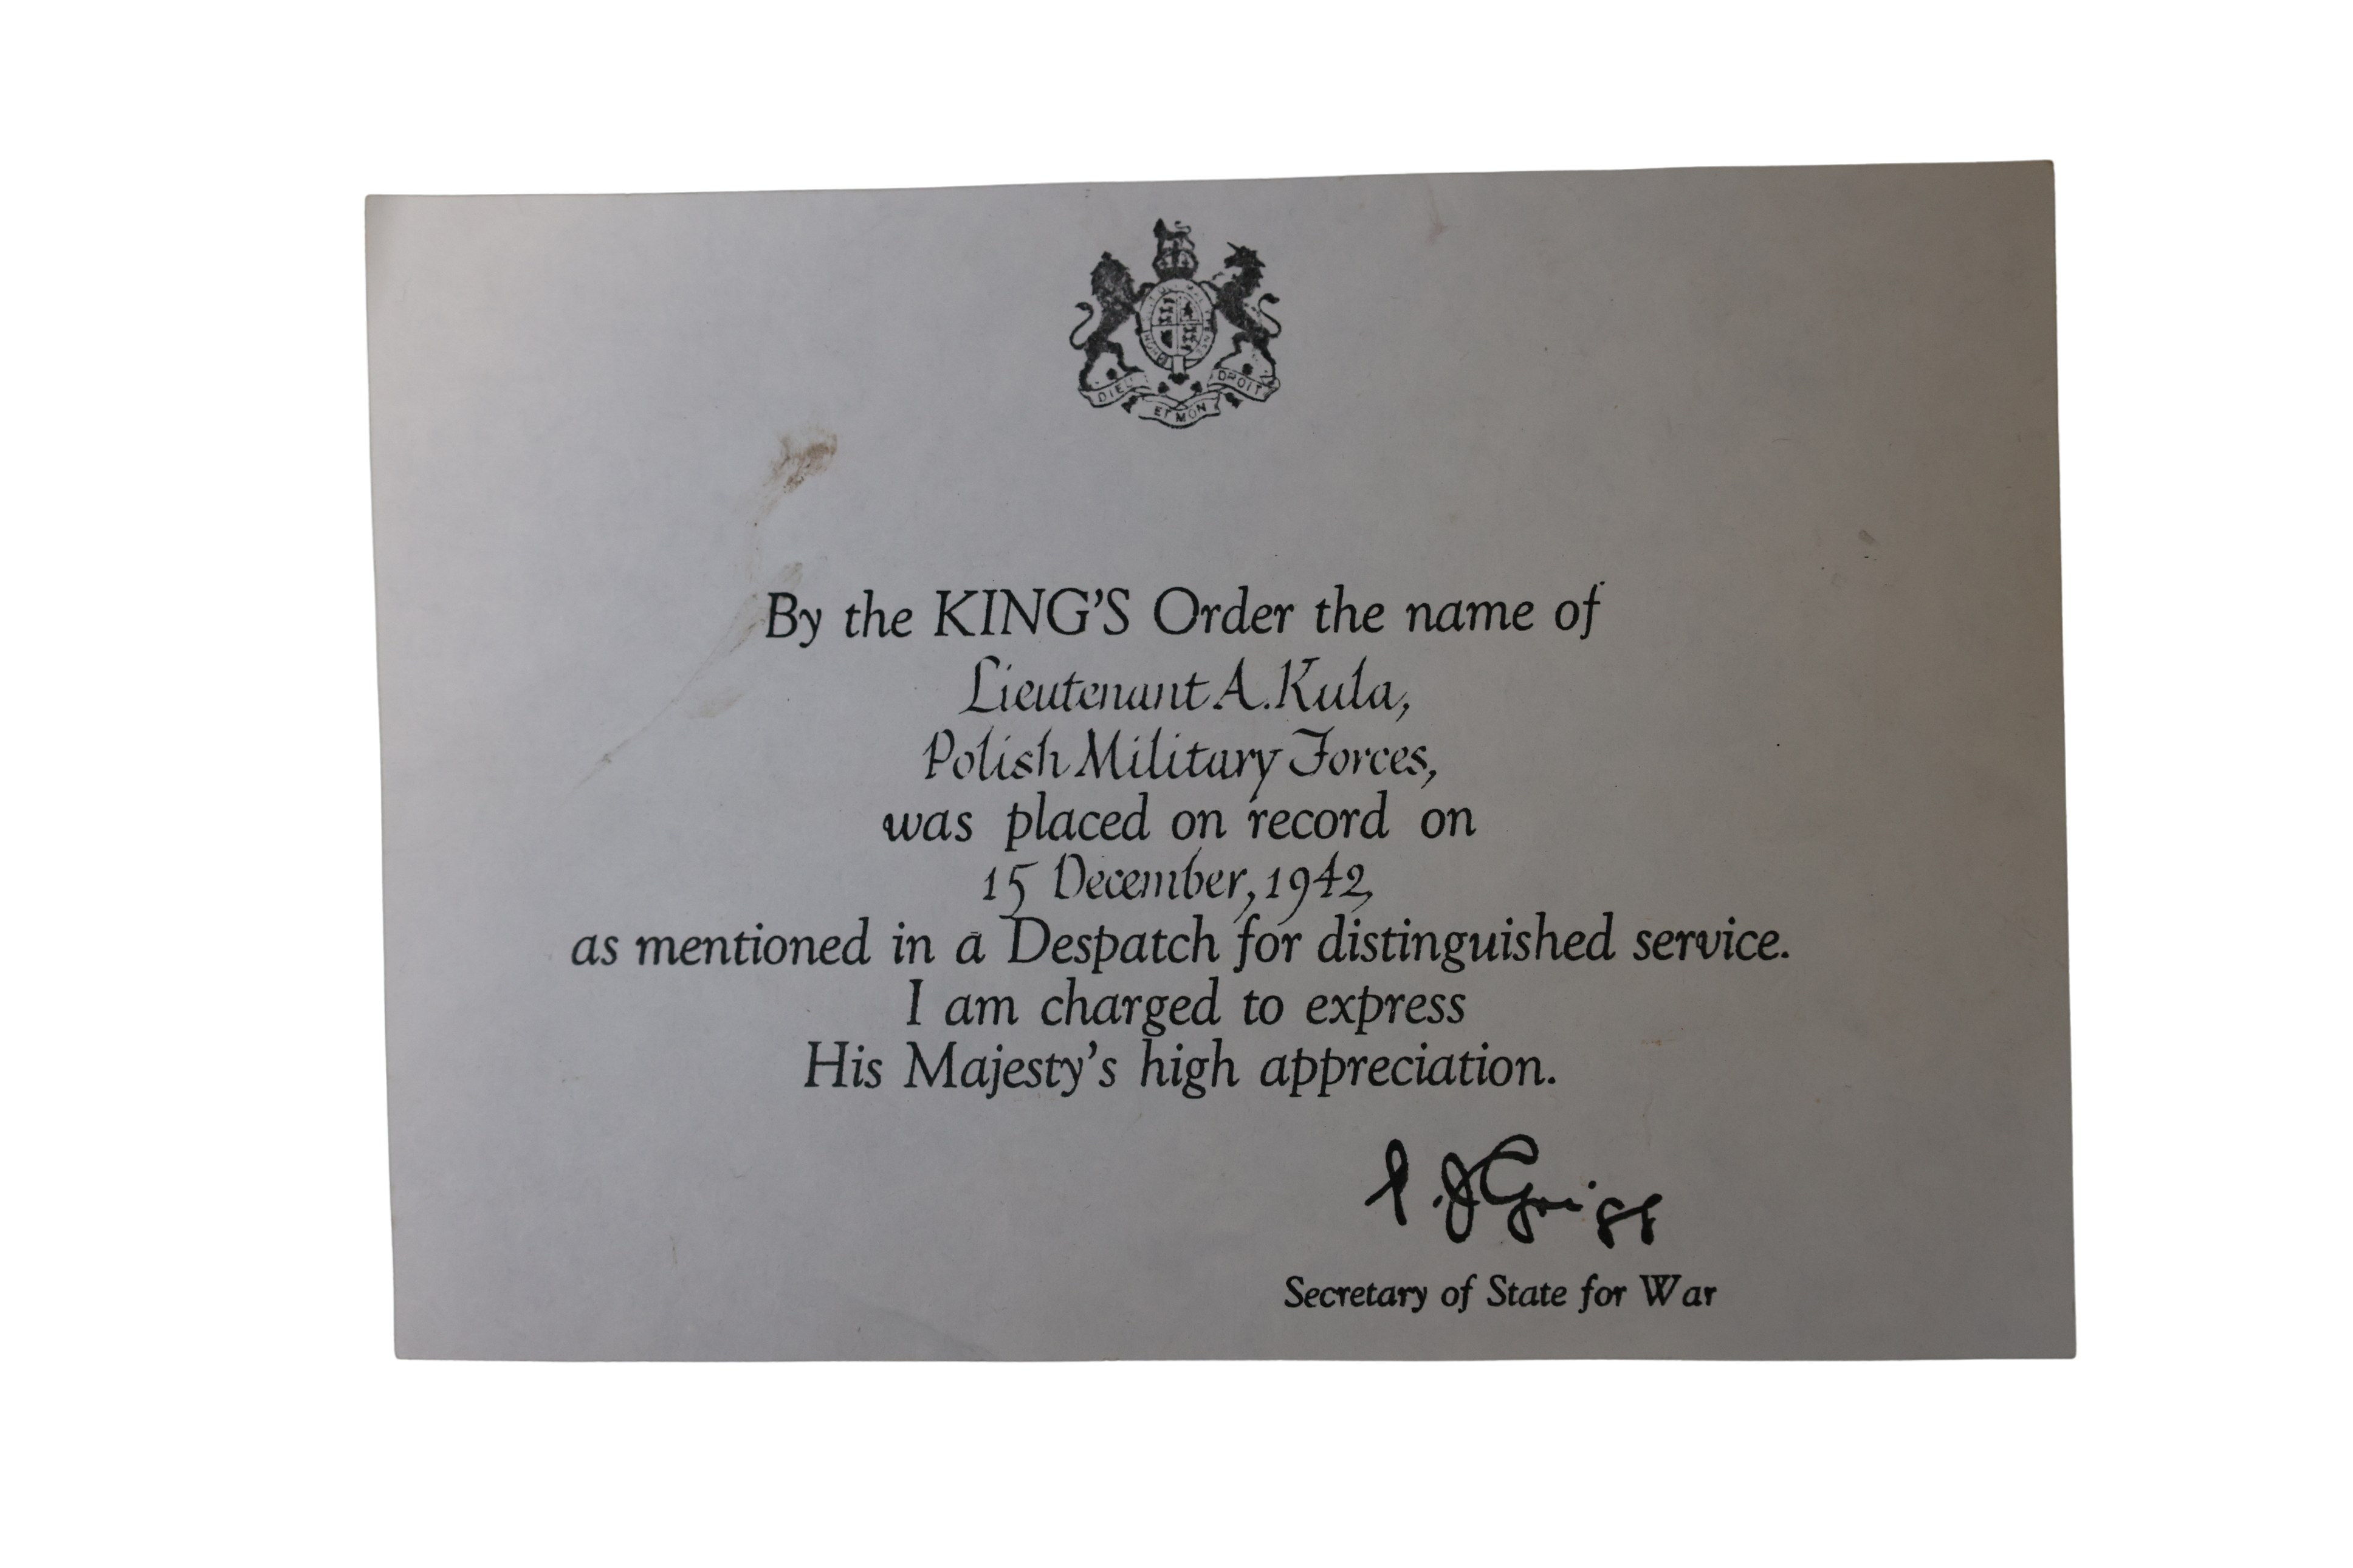 DIEU ET MON DROIT
By the KING'S Order the name of
Lieutenant A. Kula,
Polish Military Forces,
was placed on record on
15 December, 1942,
as mentioned in a Despatch for distinguished service.
I am charged to express
His Majesty's high appreciation.
P. J. Grigg
Secretary of State for War